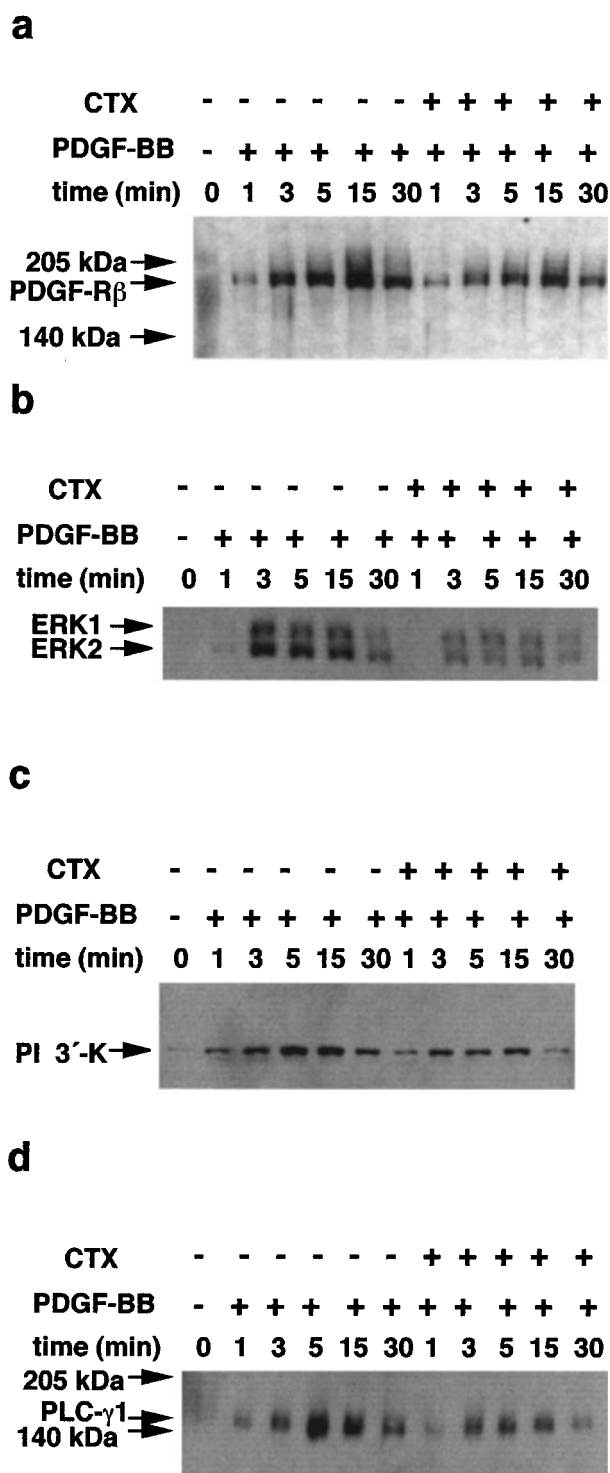 a
CTX - - - - - - + + + + +
PDGF-BB - + + + + + + + + + +
time (min) 0 1 3 5 15 30 1 3 5 15 30
205 kDa
PDGF-Rβ
140 kDa
b
CTX - - - - - - + + + + +
PDGF-BB - + + + + + + + + + +
time (min) 0 1 3 5 15 30 1 3 5 15 30
ERK1
ERK2
c
CTX - - - - - - + + + + +
PDGF-BB - + + + + + + + + + +
time (min) 0 1 3 5 15 30 1 3 5 15 30
PI 3´-K
d
CTX - - - - - - + + + + +
PDGF-BB - + + + + + + + + + +
time (min) 0 1 3 5 15 30 1 3 5 15 30
205 kDa
PLC-γ1
140 kDa